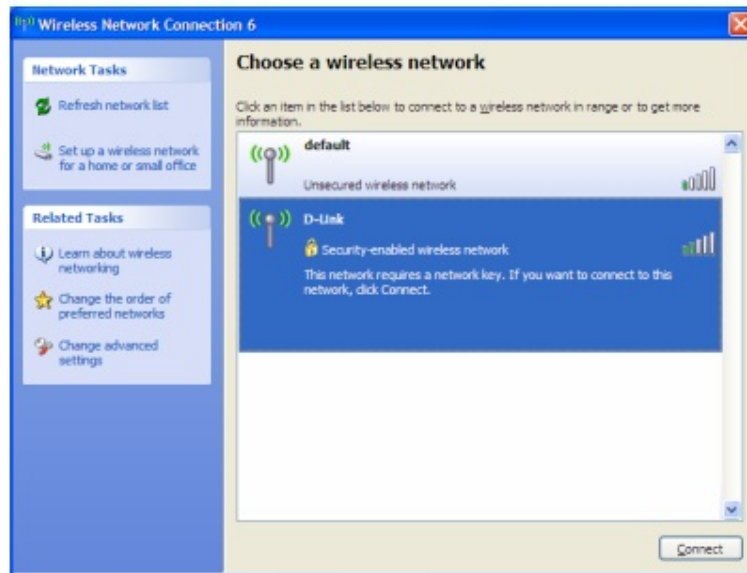 Wireless Network Connection 6
Network Tasks
Refresh network list
Set up a wireless network
for a home or small office
Related Tasks
Learn about wireless
networking
Change the order of
preferred networks
Change advanced
settings
Choose a wireless network
Click an item in the list below to connect to a wireless network in range or to get more
information.
default
Unsecured wireless network
D-Link
Security-enabled wireless network
This network requires a network key. If you want to connect to this
network, click Connect.
Connect